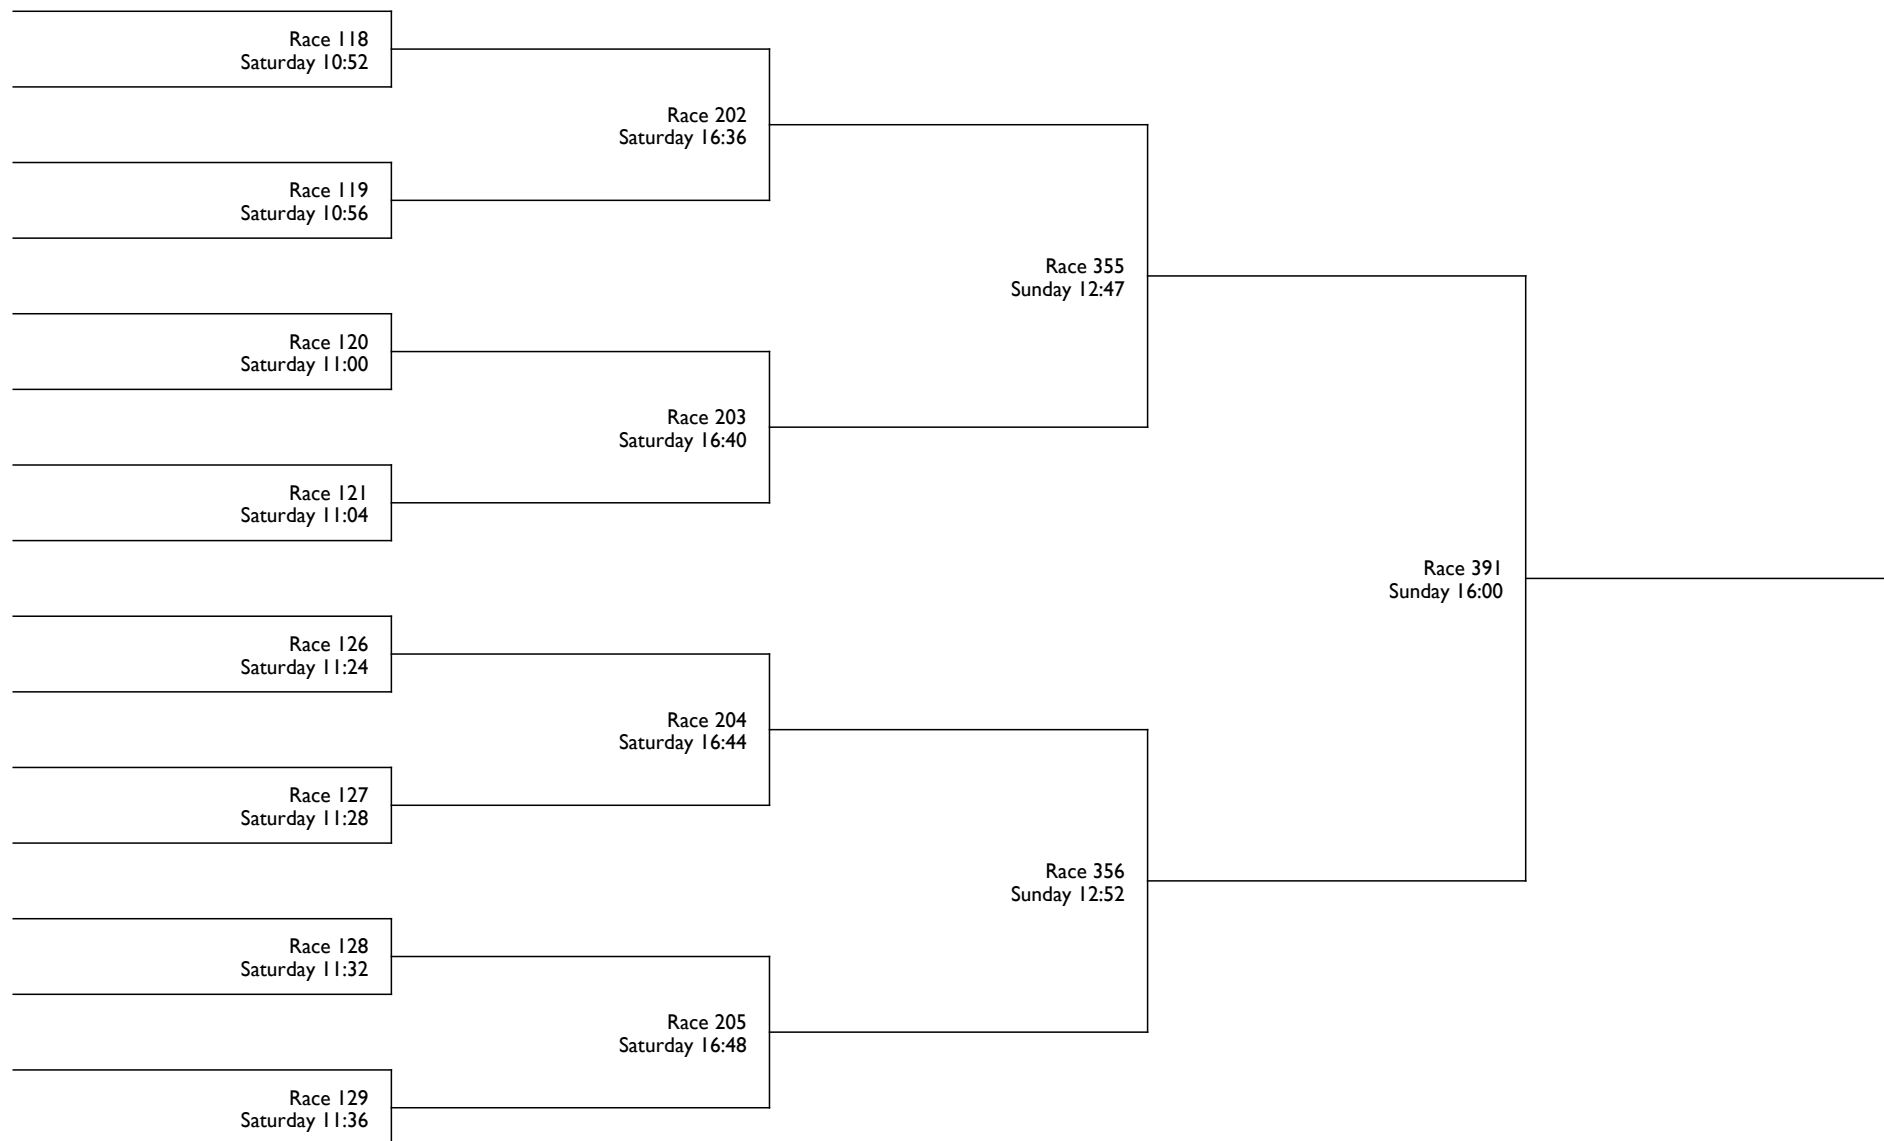 Race 118
Saturday 10:52
Race 202
Saturday 16:36
Race 119
Saturday 10:56
Race 355
Sunday 12:47
Race 120
Saturday 11:00
Race 203
Saturday 16:40
Race 121
Saturday 11:04
Race 391
Sunday 16:00
Race 126
Saturday 11:24
Race 204
Saturday 16:44
Race 127
Saturday 11:28
Race 356
Sunday 12:52
Race 128
Saturday 11:32
Race 205
Saturday 16:48
Race 129
Saturday 11:36